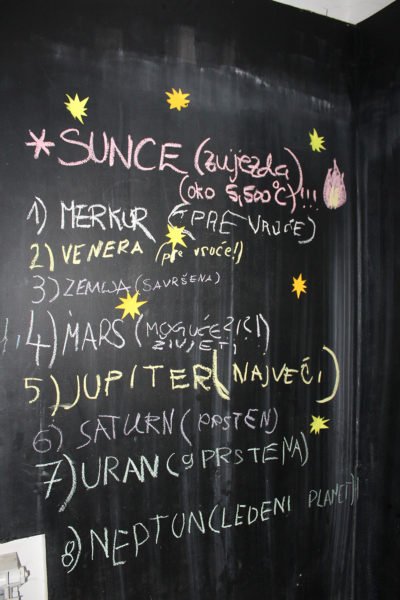 * SUNCE (zvijezda)
(oko 5,500°C)!!!
1) MERKUR (PRE VRUĆE)
2) VENERA (pre vruće!)
3) ZEMLJA (SAVRŠENA)
4) MARS (MOGUĆE ŽIVJETI!)
5) JUPITER (NAJVEĆI)
6) SATURN (PRSTEN)
7) URAN (9 PRSTENA)
8) NEPTUN (LEDENI PLANET)